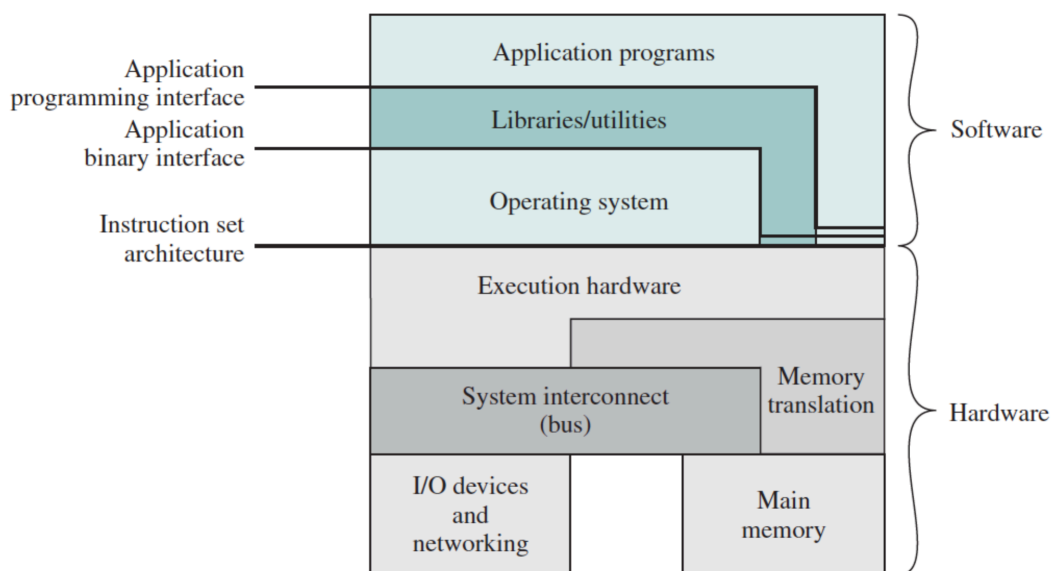 Application programs
Application
programming interface
Libraries/utilities
Application
binary interface
Software
Operating system
Instruction set
architecture
Execution hardware
Memory
translation
System interconnect
(bus)
Hardware
I/O devices
and
networking
Main
memory